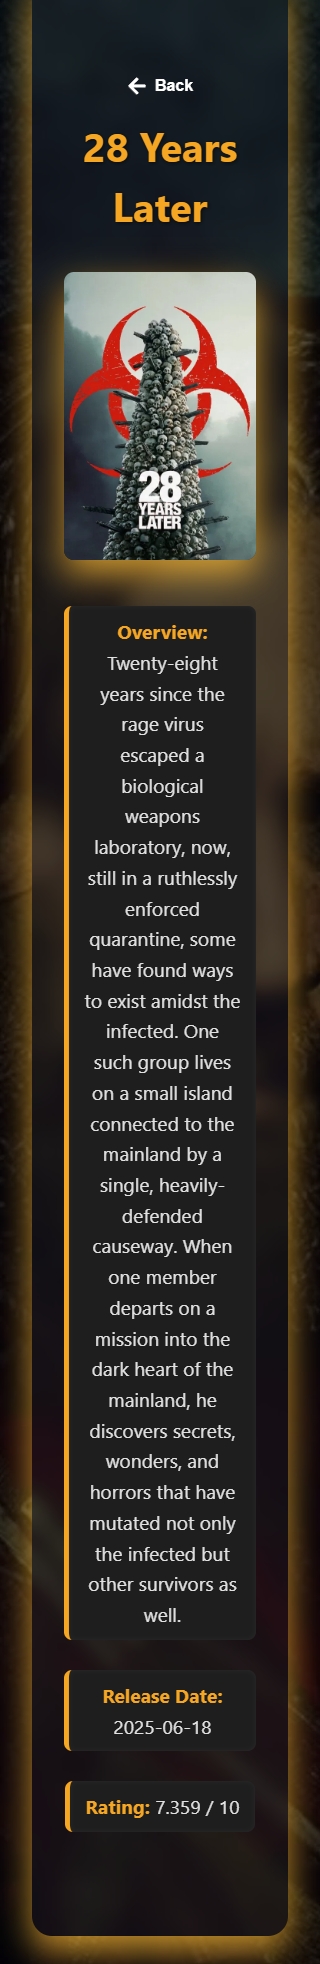 Back
28 Years
Later
28
YEARS
LATER
Overview:
Twenty-eight
years since the
rage virus
escaped a
biological
weapons
laboratory, now,
still in a ruthlessly
enforced
quarantine, some
have found ways
to exist amidst the
infected. One
such group lives
on a small island
connected to the
mainland by a
single, heavily-
defended
causeway. When
one member
departs on a
mission into the
dark heart of the
mainland, he
discovers secrets,
wonders, and
horrors that have
mutated not only
the infected but
other survivors as
well.
Release Date:
2025-06-18
Rating: 7.359 / 10